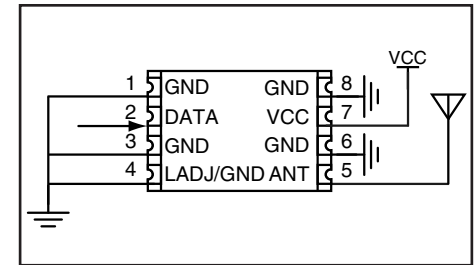 VCC
1 GND GND 8
2 DATA VCC 7
3 GND GND 6
4 LADJ/GND ANT 5